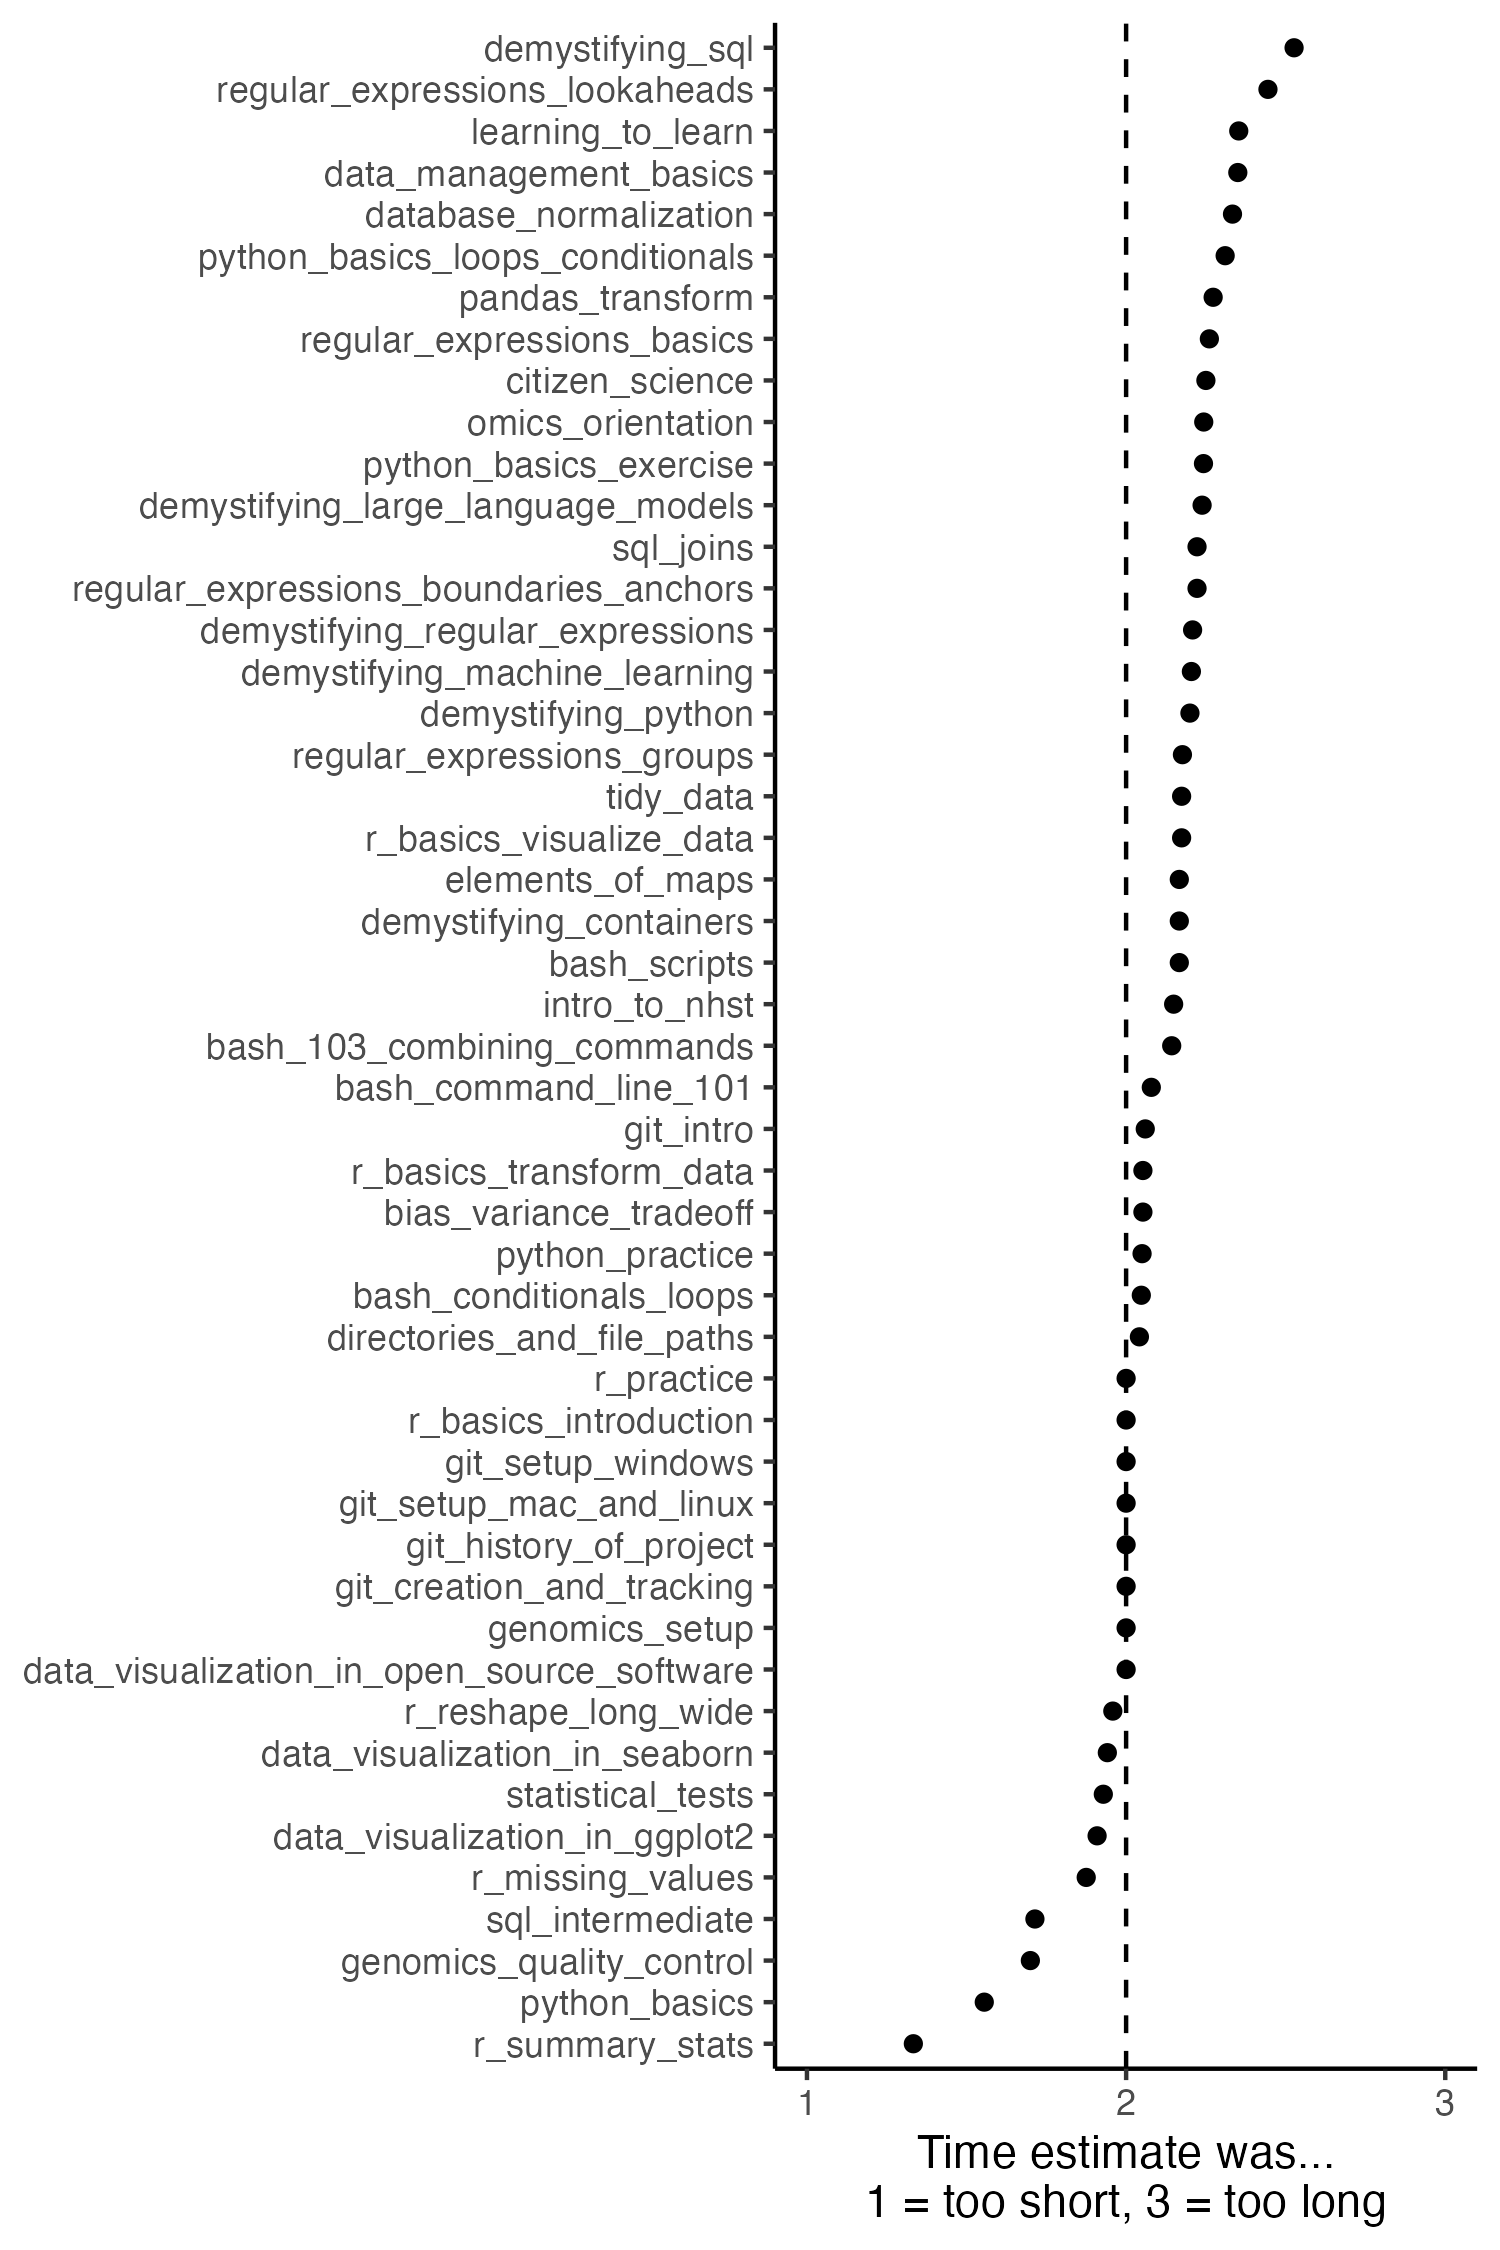 demystifying_sql
regular_expressions_lookaheads
learning_to_learn
data_management_basics
database_normalization
python_basics_loops_conditionals
pandas_transform
regular_expressions_basics
citizen_science
omics_orientation
python_basics_exercise
demystifying_large_language_models
sql_joins
regular_expressions_boundaries_anchors
demystifying_regular_expressions
demystifying_machine_learning
demystifying_python
regular_expressions_groups
tidy_data
r_basics_visualize_data
elements_of_maps
demystifying_containers
bash_scripts
intro_to_nhst
bash_103_combining_commands
bash_command_line_101
git_intro
r_basics_transform_data
bias_variance_tradeoff
python_practice
bash_conditionals_loops
directories_and_file_paths
r_practice
r_basics_introduction
git_setup_windows
git_setup_mac_and_linux
git_history_of_project
git_creation_and_tracking
genomics_setup
data_visualization_in_open_source_software
r_reshape_long_wide
data_visualization_in_seaborn
statistical_tests
data_visualization_in_ggplot2
r_missing_values
sql_intermediate
genomics_quality_control
python_basics
r_summary_stats
1 2 3
Time estimate was...
1 = too short, 3 = too long